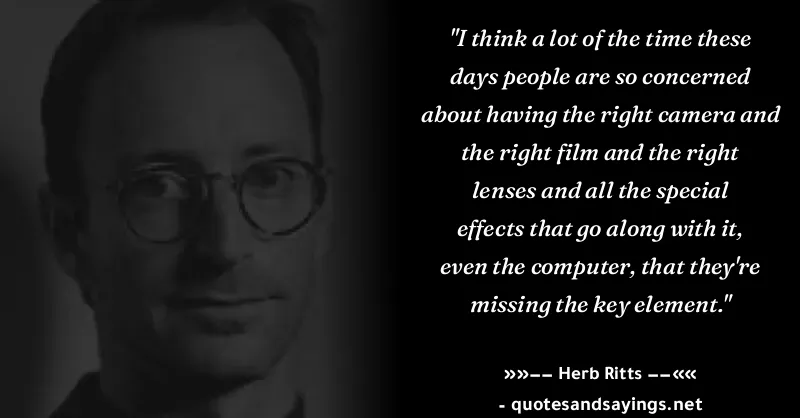 "I think a lot of the time these
days people are so concerned
about having the right camera and
the right film and the right
lenses and all the special
effects that go along with it,
even the computer, that they're
missing the key element."
»»–– Herb Ritts ––««
- quotesandsayings.net